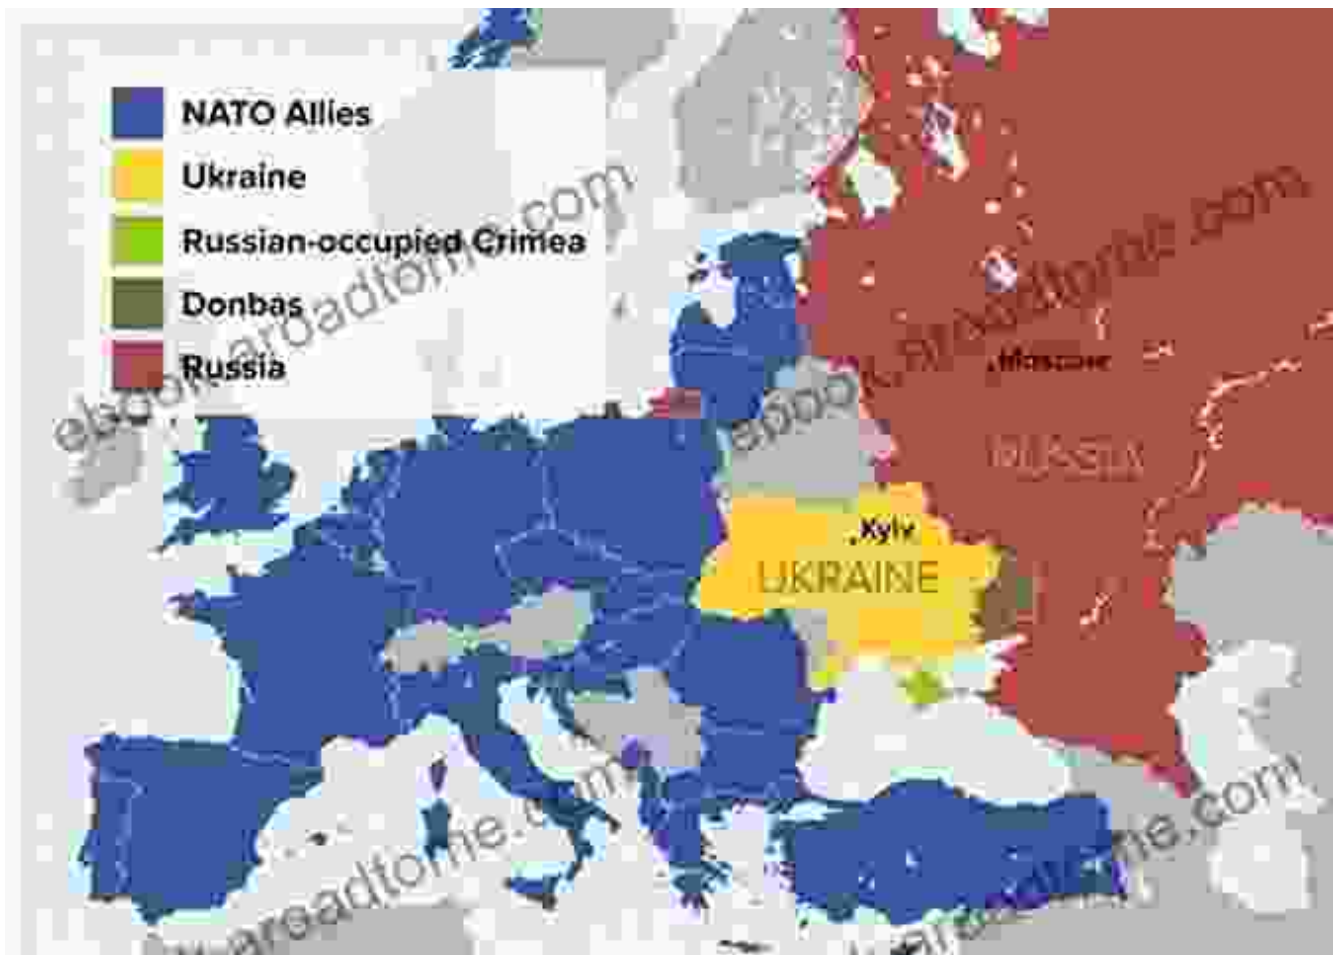 NATO Allies
Ukraine
Russian-occupied Crimea
Donbas
Russia
.Moscow
RUSSIA
.Kyiv
UKRAINE
ebook.aroadtome.com
ebook.aroadtome.com
k.aroadtome.com
aroadtome.com